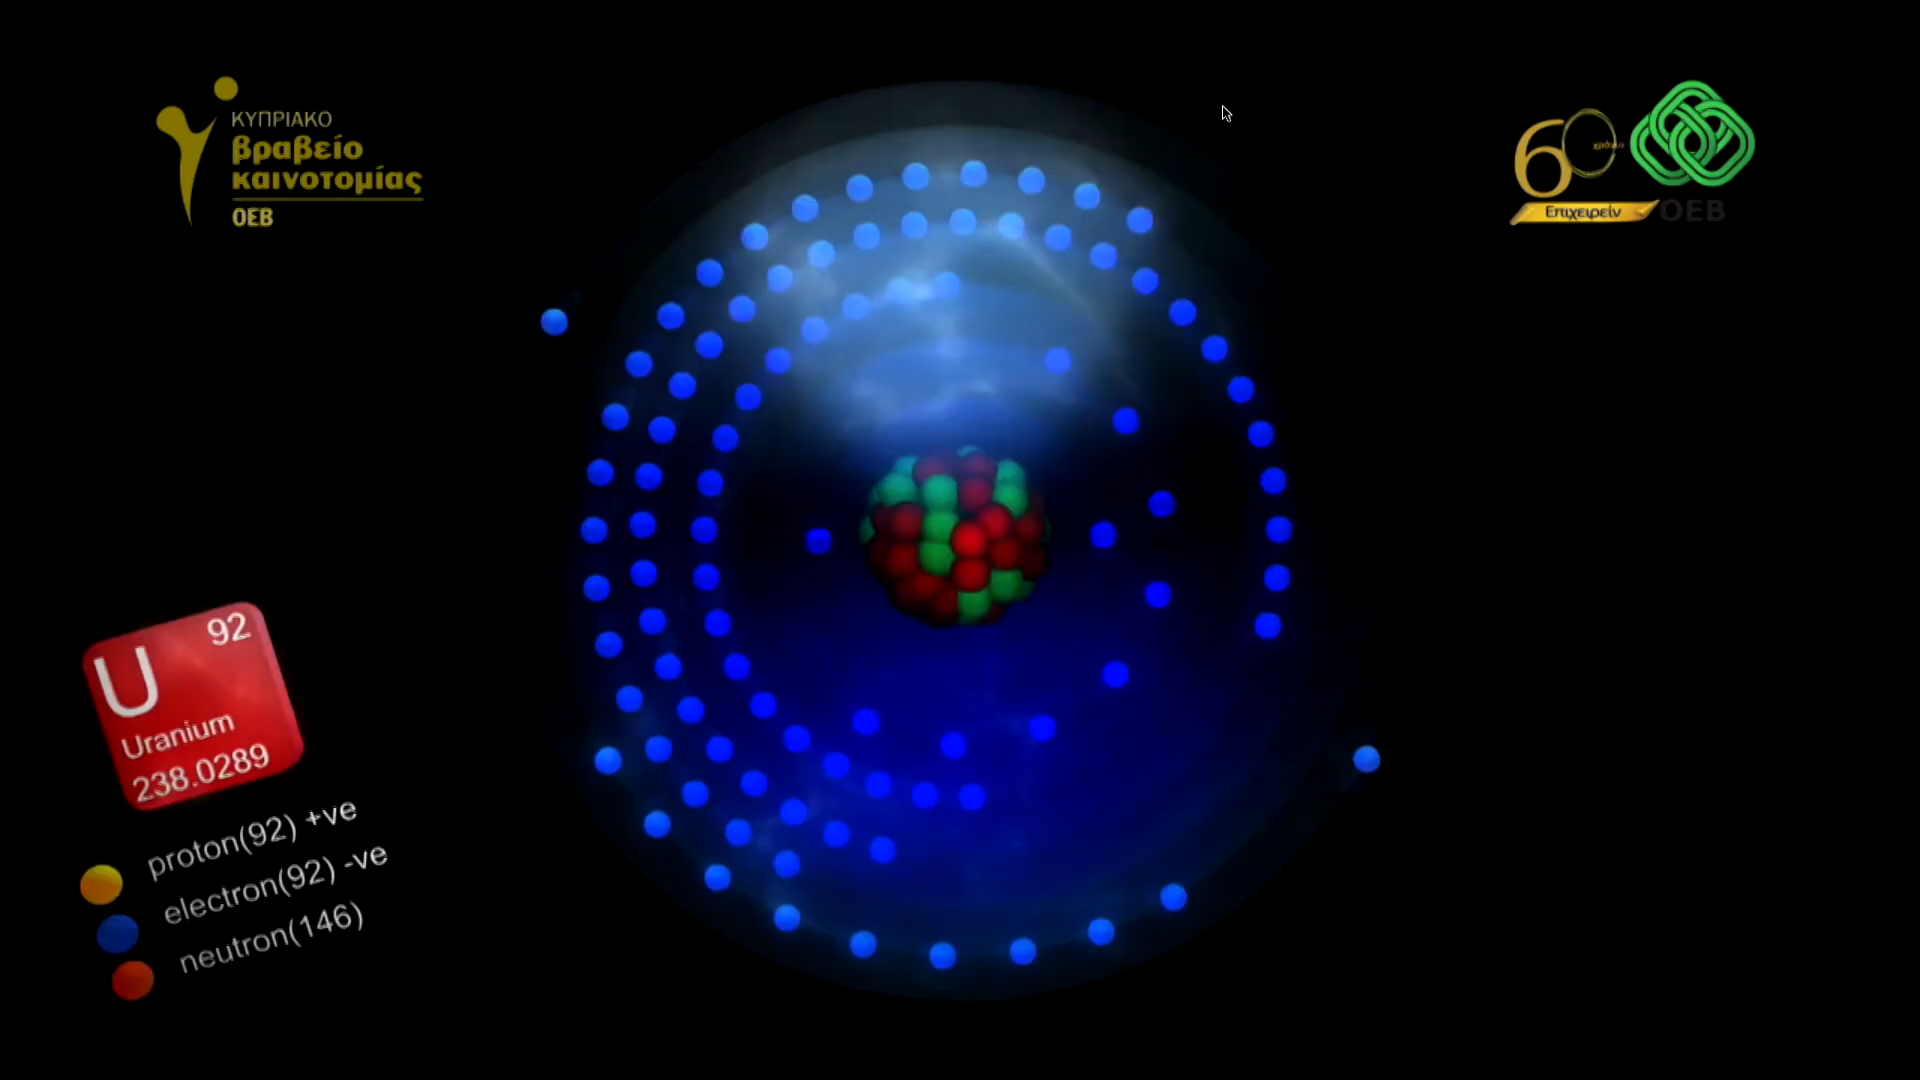 ΚΥΠΡΙΑΚΟ
βραβείο
καινοτομίας
ΟΕΒ
60 χρόνια
Επιχειρείν
ΟΕΒ
92
U
Uranium
238.0289
proton(92) +ve
electron(92) -ve
neutron(146)